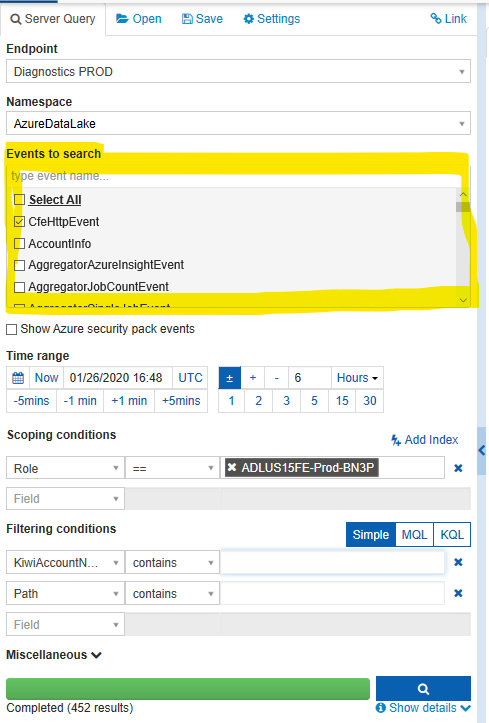 Server Query Open Save Settings Link
Endpoint
Diagnostics PROD
Namespace
AzureDataLake
Events to search
type event name...
Select All
CfeHttpEvent
AccountInfo
AggregatorAzureInsightEvent
AggregatorJobCountEvent
AggregatorSingleJobEvent
Show Azure security pack events
Time range
Now 01/26/2020 16:48 UTC ± + - 6 Hours
-5mins -1 min +1 min +5mins 1 2 3 5 15 30
Scoping conditions
Add Index
Role == ADLUS15FE-Prod-BN3P
Field
Filtering conditions
Simple MQL KQL
KiwiAccountN... contains
Path contains
Field
Miscellaneous
Completed (452 results) Show details